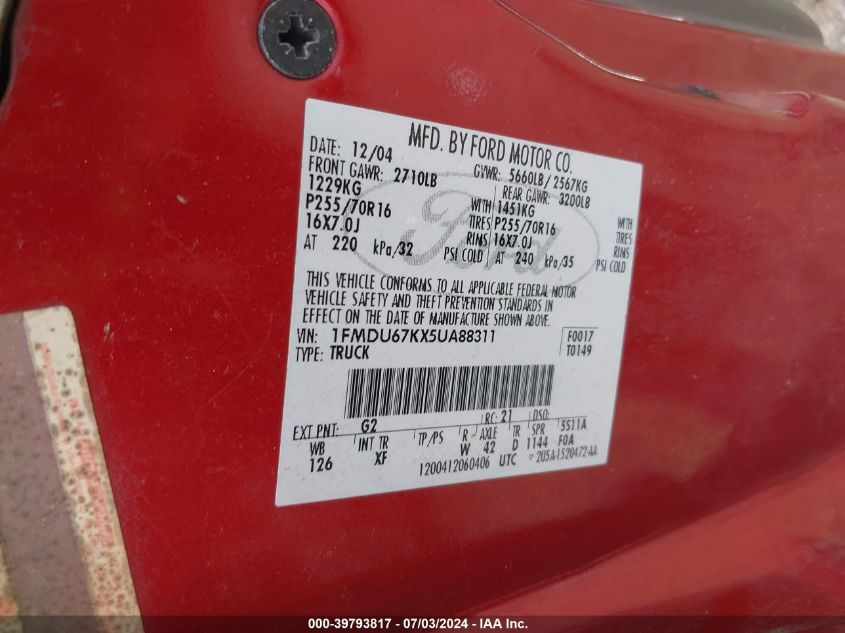 MFD. BY FORD MOTOR CO.
DATE: 12/04 GVWR: 5660LB / 2567KG
FRONT GAWR: 2710LB REAR GAWR: 3200LB
1229KG WITH 1451KG WITH
P255/70R16 TIRES P255/70R16 TIRES
16X7.0J RIMS 16X7.0J RIMS
AT 220 kPa/32 PSI COLD AT 240 kPa/35 PSI COLD
Ford
THIS VEHICLE CONFORMS TO ALL APPLICABLE FEDERAL MOTOR
VEHICLE SAFETY AND THEFT PREVENTION STANDARDS IN
EFFECT ON THE DATE OF MANUFACTURE SHOWN ABOVE.
VIN: 1FMDU67KX5UA88311 F0017
TYPE: TRUCK T0149
EXT PNT: G2 RC: 21 DSO:
WB INT TR TP/PS R AXLE TR SPR 5S11A
126 XF W 42 D 1144 F0A
1200412060406 UTC 2U5A-1520472-AA
000-39793817 - 07/03/2024 - IAA Inc.